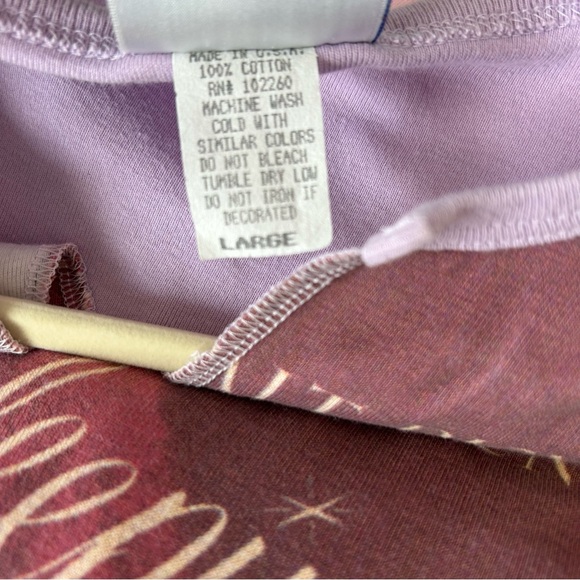 MADE IN U.S.A.
100% COTTON
RN# 102260
MACHINE WASH
COLD WITH
SIMILAR COLORS
DO NOT BLEACH
TUMBLE DRY LOW
DO NOT IRON IF
DECORATED
LARGE